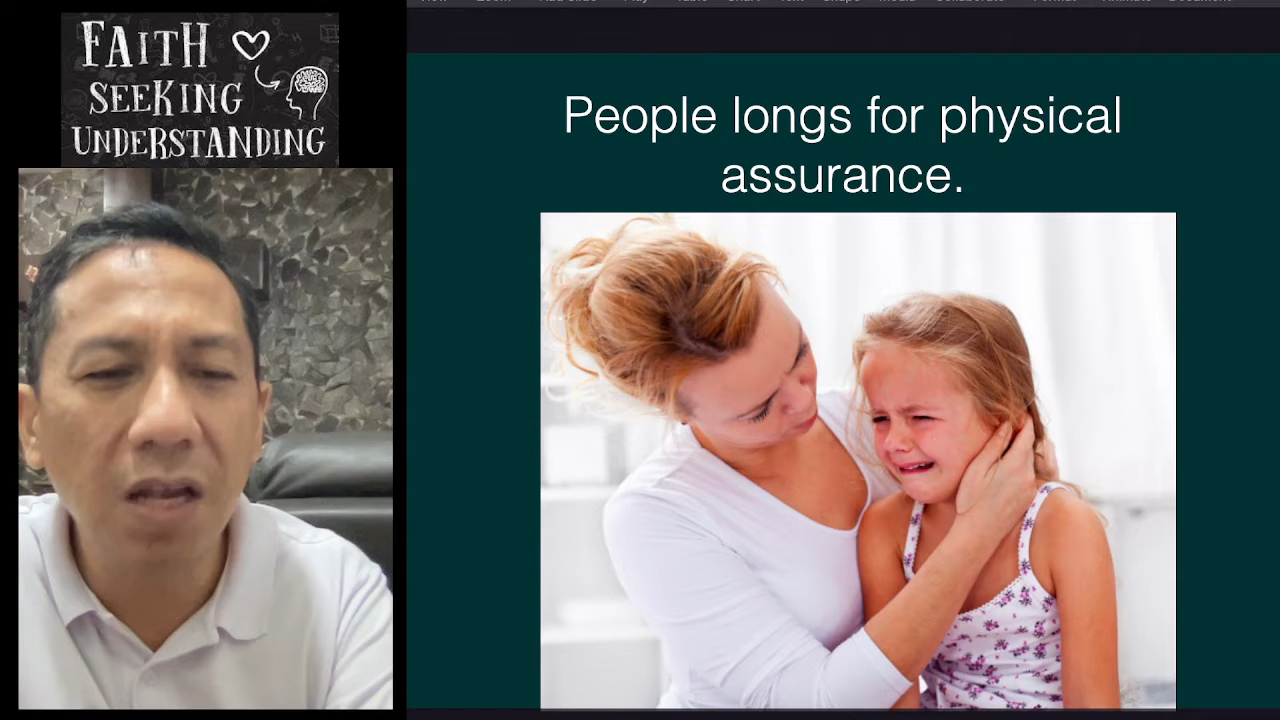 FAITH
SEEKING
UNDERSTANDING
People longs for physical
assurance.